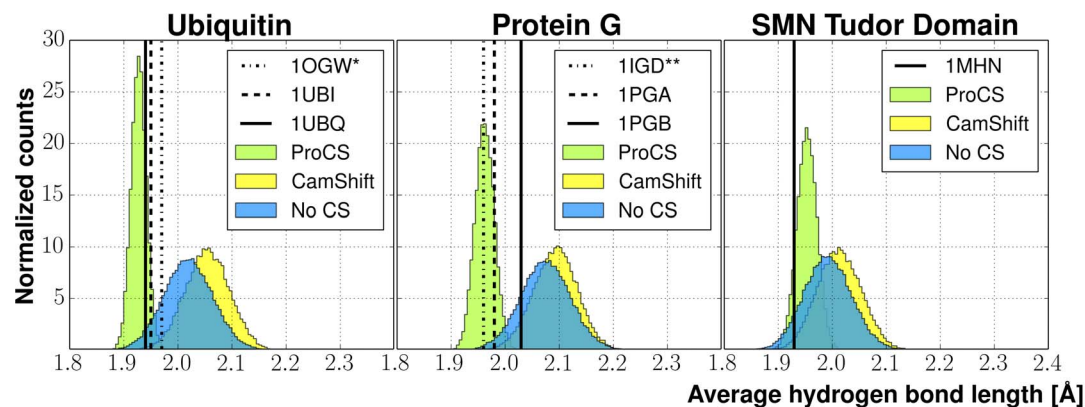 Ubiquitin
Protein G
SMN Tudor Domain
Normalized counts
30
25
20
15
10
5
1OGW*
1UBI
1UBQ
ProCS
CamShift
No CS
1IGD**
1PGA
1PGB
ProCS
CamShift
No CS
1MHN
ProCS
CamShift
No CS
1.8 1.9 2.0 2.1 2.2 2.3 1.8 1.9 2.0 2.1 2.2 2.3 1.8 1.9 2.0 2.1 2.2 2.3 2.4
Average hydrogen bond length [Å]